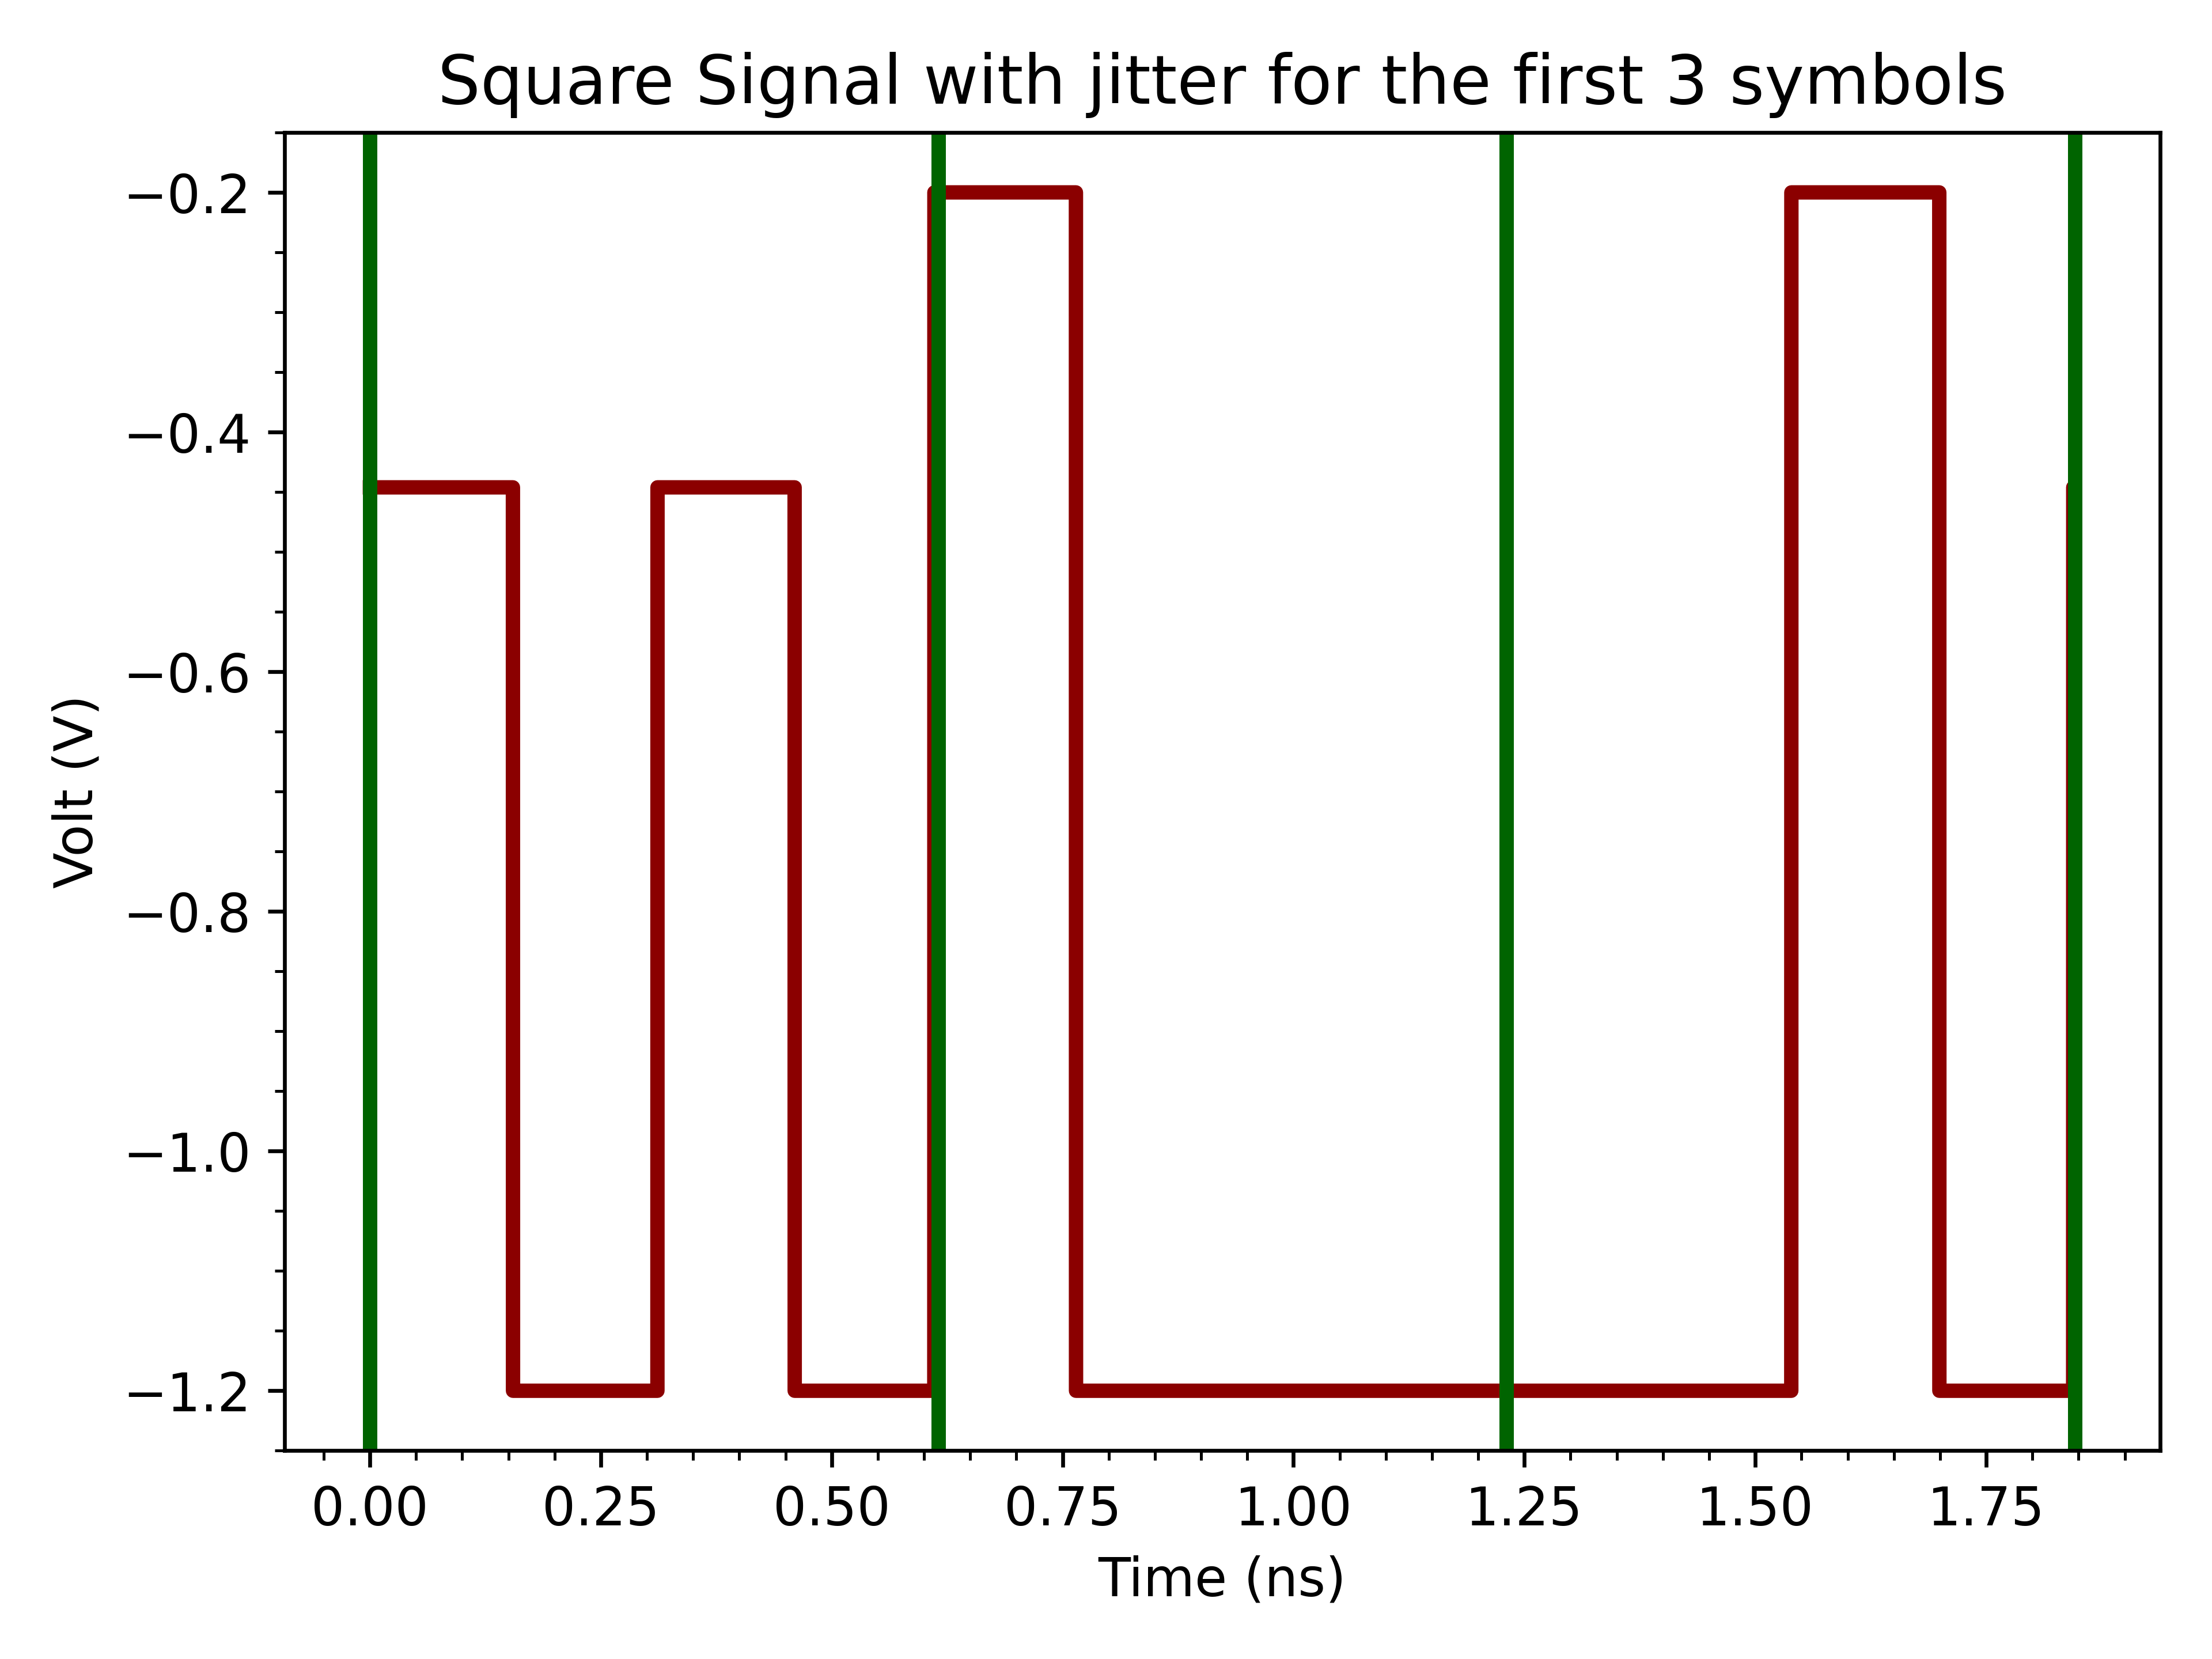 Square Signal with jitter for the first 3 symbols
−0.2
−0.4
−0.6
−0.8
−1.0
−1.2
Volt (V)
0.00 0.25 0.50 0.75 1.00 1.25 1.50 1.75
Time (ns)